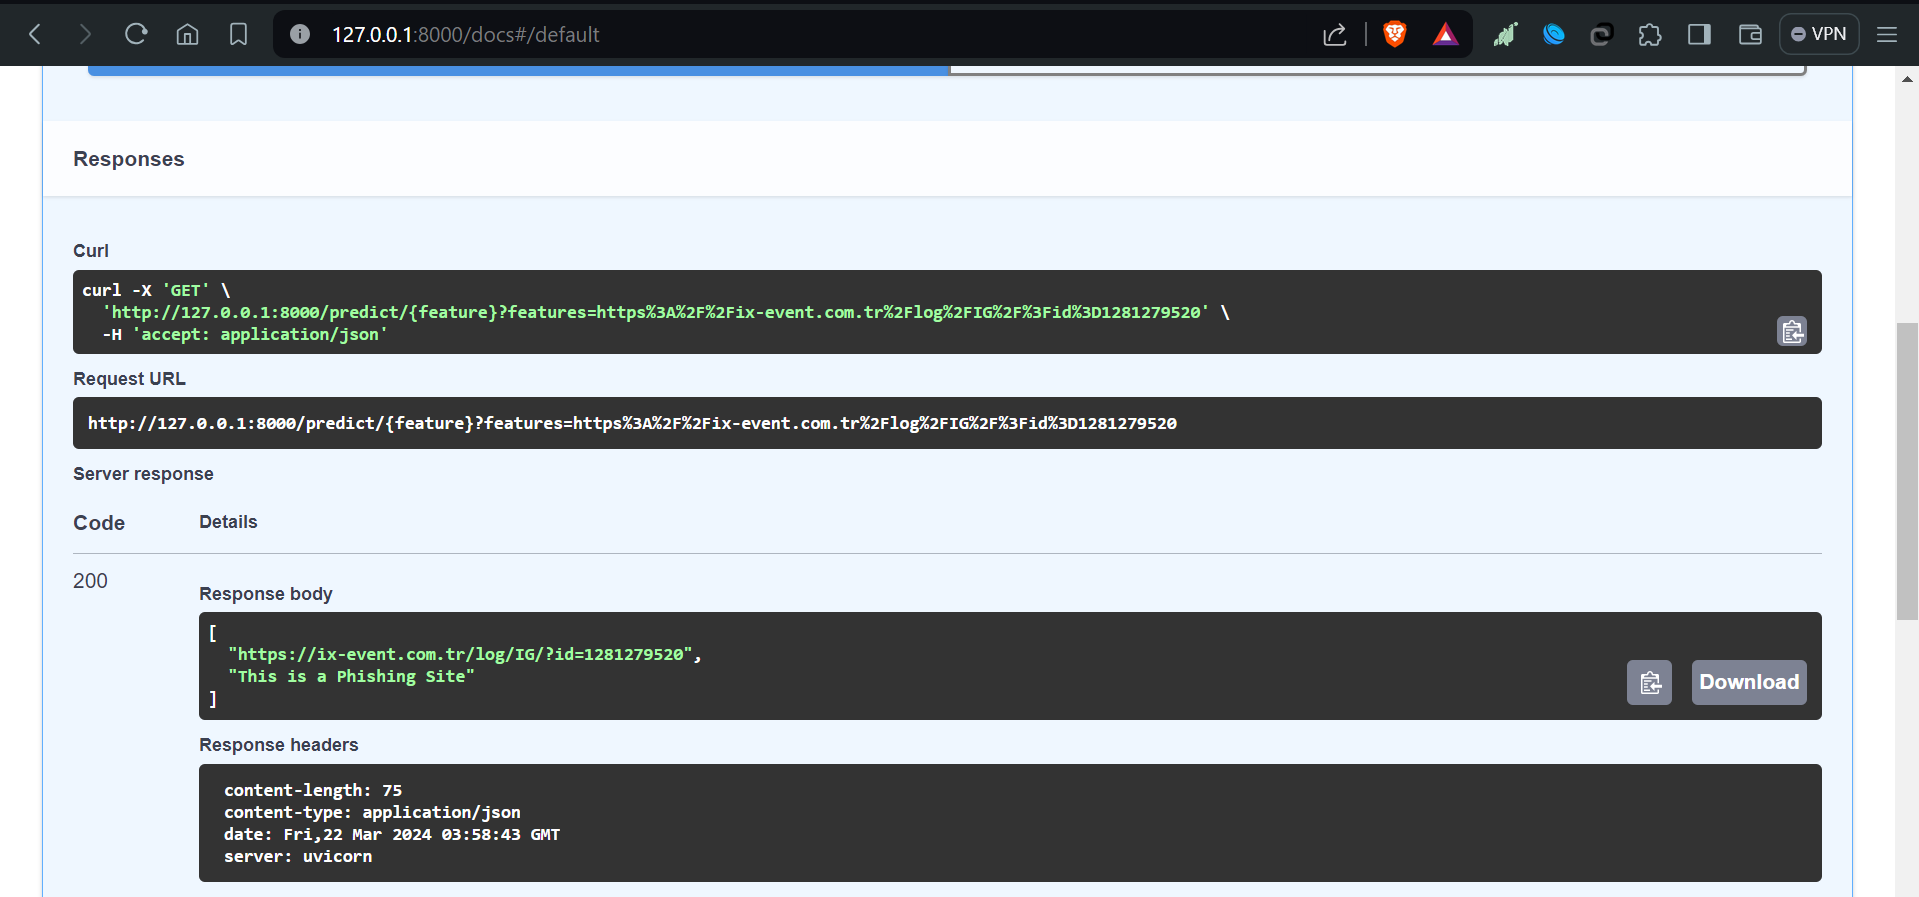 127.0.0.1:8000/docs#/default
VPN
Responses
Curl
curl -X 'GET' \
  'http://127.0.0.1:8000/predict/{feature}?features=https%3A%2F%2Fix-event.com.tr%2Flog%2FIG%2F%3Fid%3D1281279520' \
  -H 'accept: application/json'
Request URL
http://127.0.0.1:8000/predict/{feature}?features=https%3A%2F%2Fix-event.com.tr%2Flog%2FIG%2F%3Fid%3D1281279520
Server response
Code Details
200
Response body
[
  "https://ix-event.com.tr/log/IG/?id=1281279520",
  "This is a Phishing Site"
]
Download
Response headers
content-length: 75
content-type: application/json
date: Fri,22 Mar 2024 03:58:43 GMT
server: uvicorn